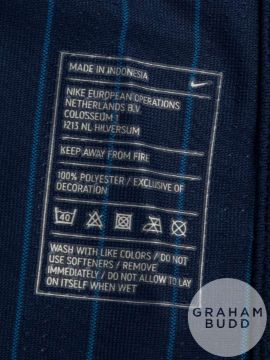 MADE IN INDONESIA
NIKE EUROPEAN OPERATIONS
NETHERLANDS B.V.
COLOSSEUM 1
1213 NL HILVERSUM
KEEP AWAY FROM FIRE
100% POLYESTER / EXCLUSIVE OF
DECORATION
40
WASH WITH LIKE COLORS / DO NOT
USE SOFTENERS / REMOVE
IMMEDIATELY / DO NOT ALLOW TO LAY
ON ITSELF WHEN WET
GRAHAM
BUDD